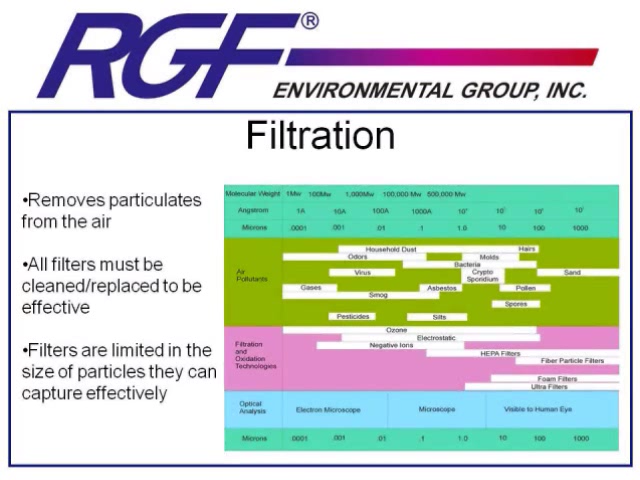 RGF®
ENVIRONMENTAL GROUP, INC.
Filtration
•Removes particulates
from the air
•All filters must be
cleaned/replaced to be
effective
•Filters are limited in the
size of particles they can
capture effectively
Molecular Weight 1Mw 100Mw 1,000Mw 100,000 Mw 500,000 Mw
Angstrom 1A 10A 100A 1000A
Microns .0001 .001 .01 .1 1.0 10 100 1000
Air
Pollutants
Household Dust Hairs
Odors Molds
Bacteria
Virus Crypto Sand
Sporidium
Gases Asbestos Pollen
Smog
Spores
Pesticides Silts
Filtration
and
Oxidation
Technologies
Ozone
Electrostatic
Negative Ions
HEPA Filters
Fiber Particle Filters
Foam Filters
Ultra Filters
Optical
Analysis
Electron Microscope Microscope Visible to Human Eye
Microns .0001 .001 .01 .1 1.0 10 100 1000